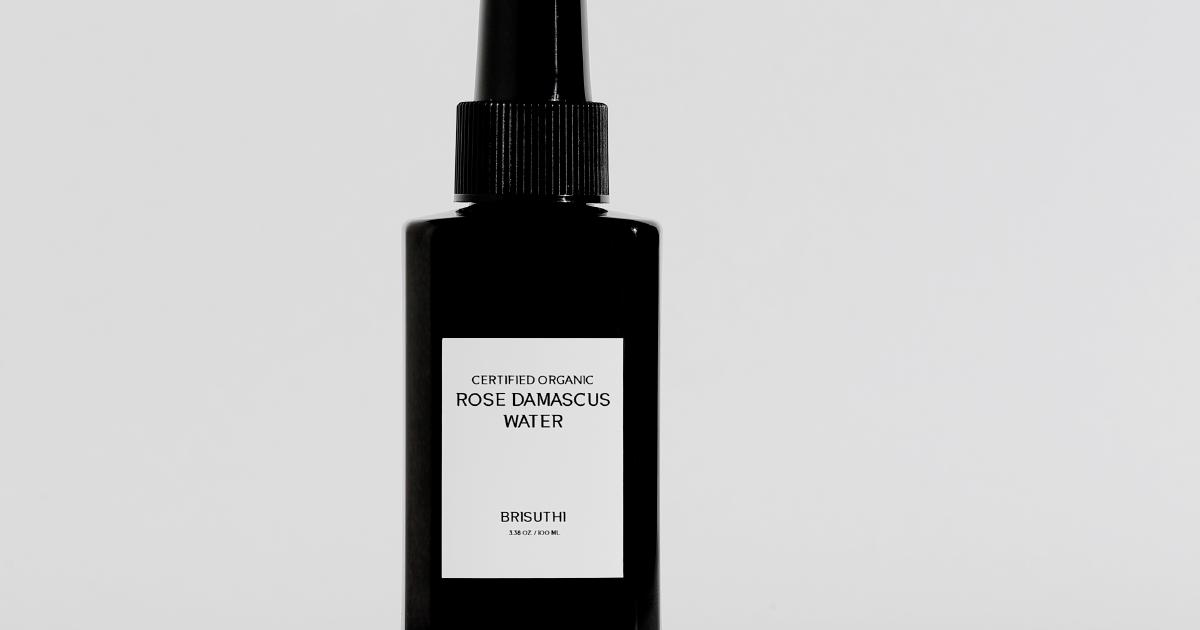 CERTIFIED ORGANIC
ROSE DAMASCUS
WATER
BRISUTHI
3.38 OZ. / 100 ML